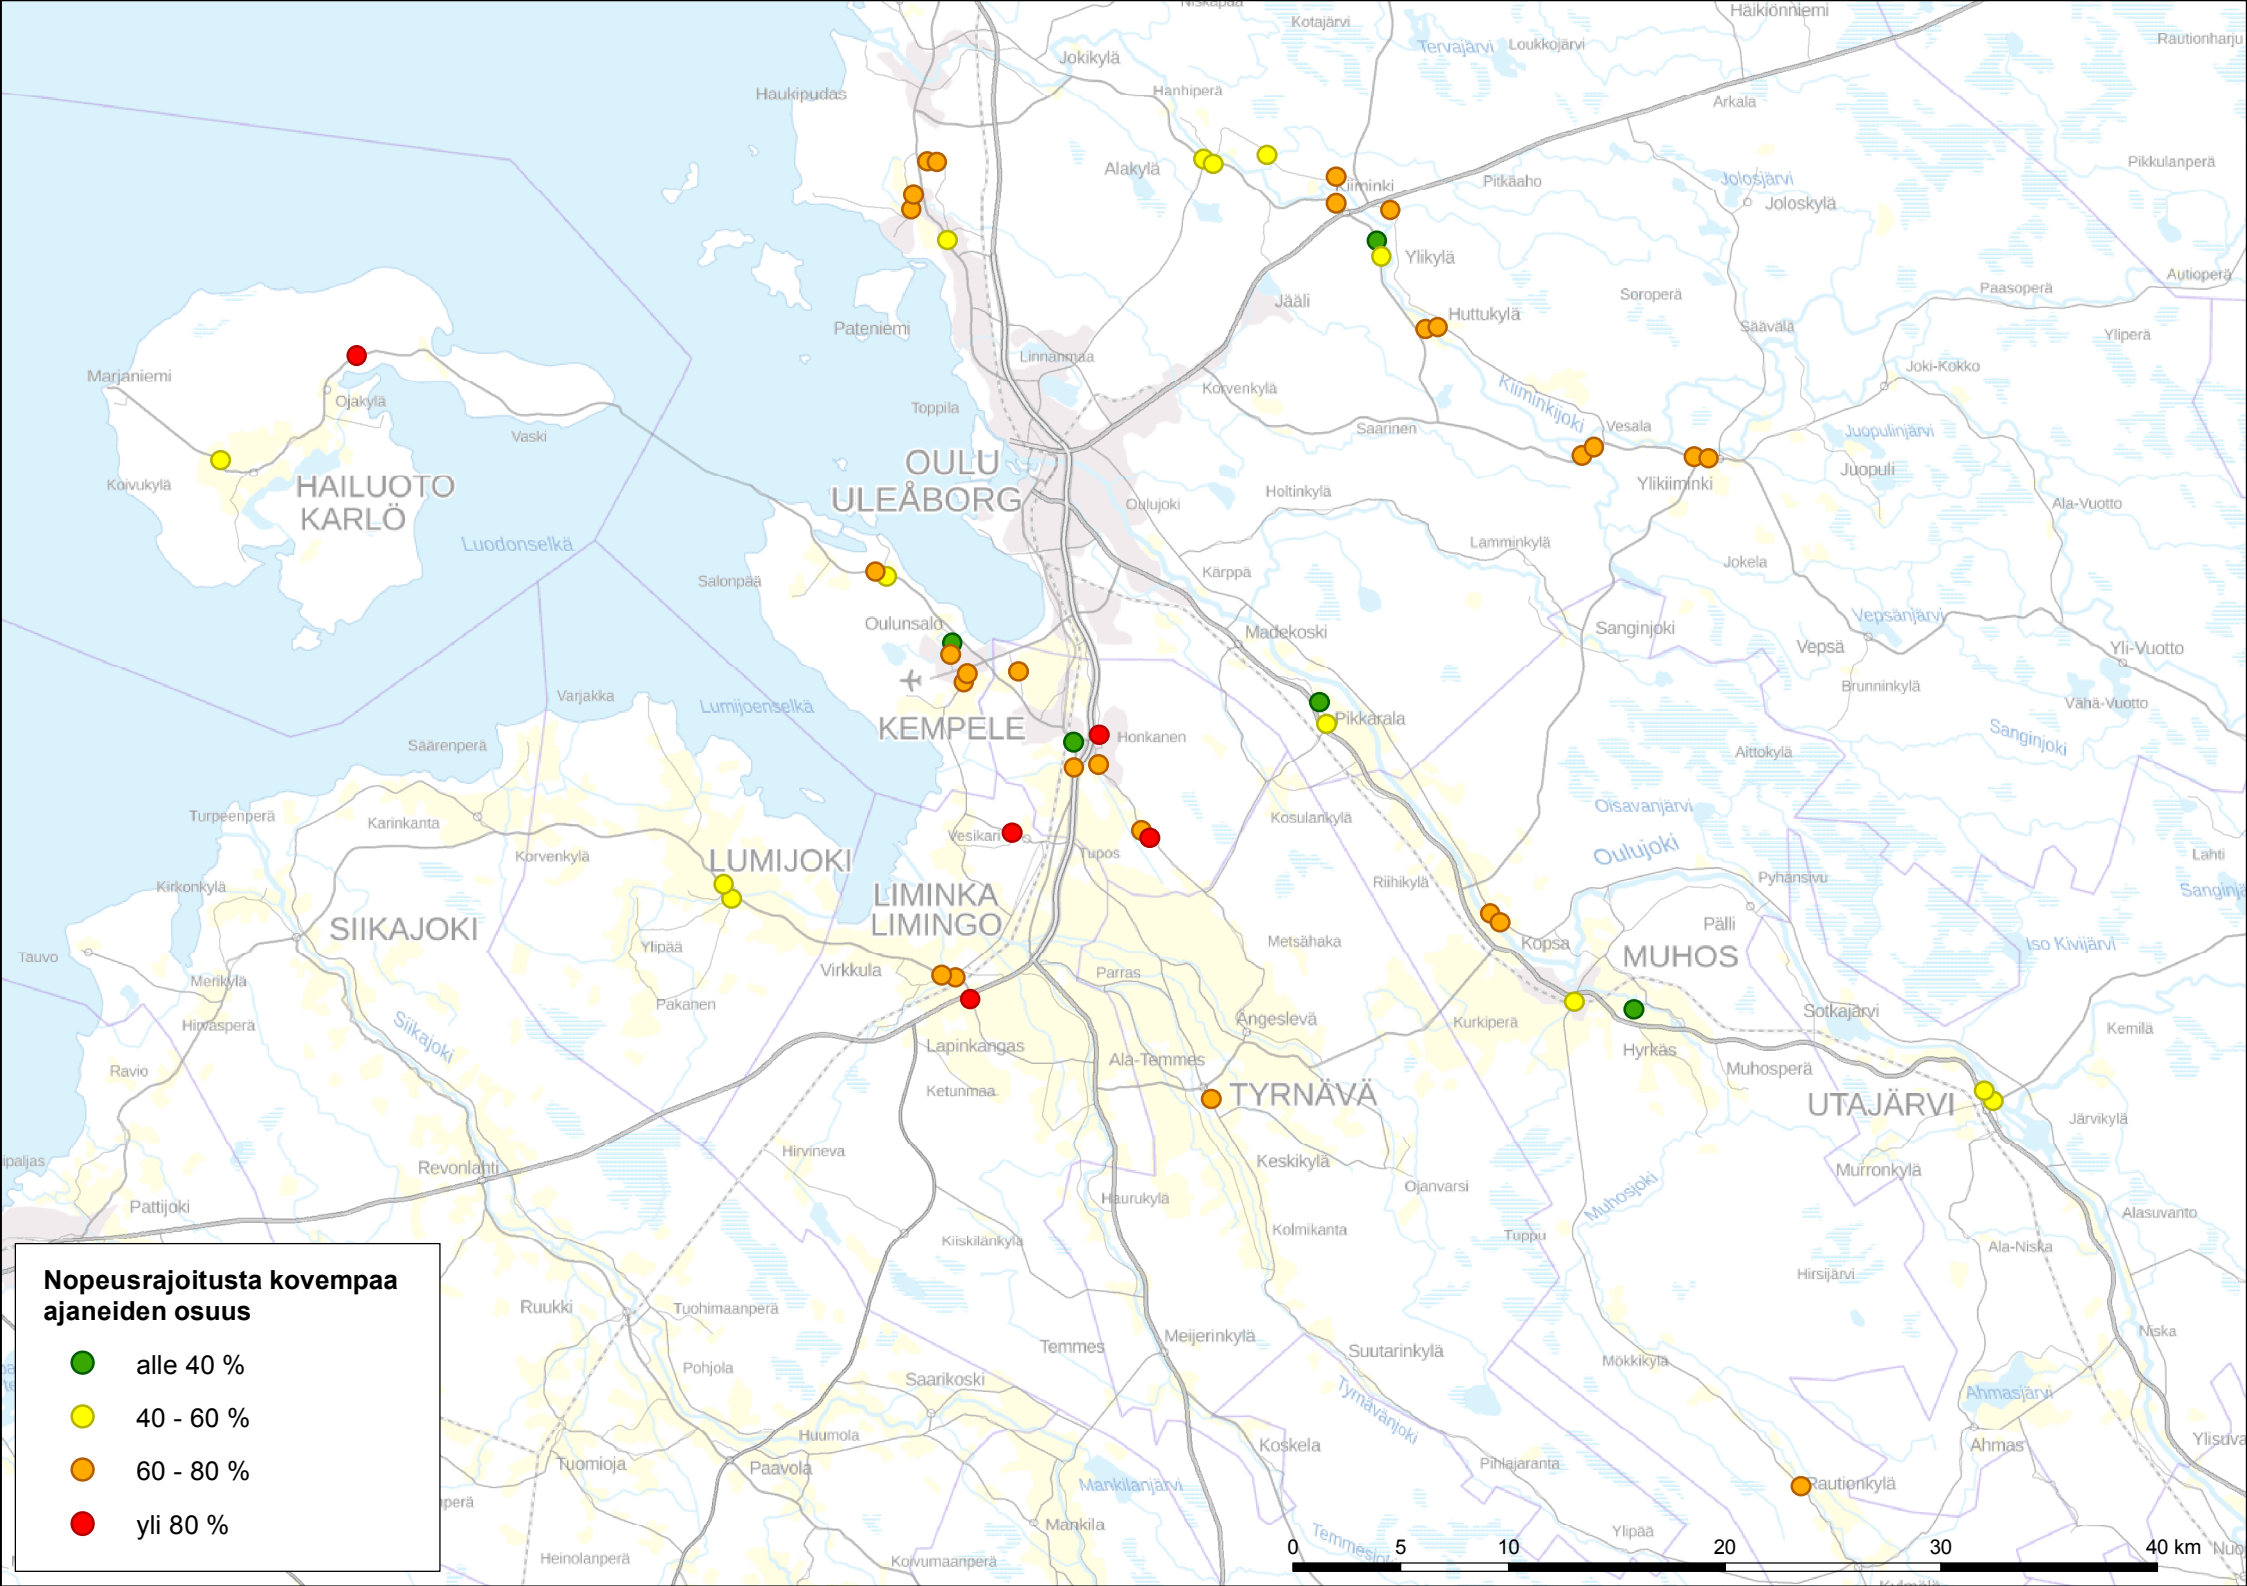 Niskapää
Häikiönniemi
Kotajärvi
Rautionharju
Tervajärvi
Loukkojärvi
Jokikylä
Haukipudas
Hanhiperä
Arkala
Alakylä
Pikkulanperä
Kiiminki
Pitkäaho
Jolosjärvi
Joloskylä
Ylikylä
Autioperä
Jääli
Soroperä
Paasoperä
Pateniemi
Huttukylä
Säävälä
Yliperä
Linnanmaa
Joki-Kokko
Marjaniemi
Ojakylä
Korvenkylä
Kiiminkijoki
Toppila
Vaski
Saarinen
Vesala
Juopulinjärvi
OULU
ULEÅBORG
Juopuli
Koivukylä
HAILUOTO
KARLÖ
Holtinkylä
Ylikiiminki
Oulujoki
Ala-Vuotto
Luodonselkä
Lamminkylä
Jokela
Salonpää
Kärppä
Oulunsalo
Madekoski
Sanginjoki
Vepsänjärvi
Vepsä
Yli-Vuotto
Varjakka
Lumijoenselkä
Brunninkylä
Vähä-Vuotto
KEMPELE
Honkanen
Pikkarala
Sanginjoki
Säärenperä
Aittokylä
Turpeenperä
Karinkanta
Vesikari
Kosulankylä
Oisavanjärvi
Oulujoki
Korvenkylä
LUMIJOKI
Tupos
Lahti
Kirkonkylä
LIMINKA
LIMINGO
Riihikylä
Pyhänsivu
SIIKAJOKI
Ylipää
Metsähaka
Kopsa
Pälli
MUHOS
Iso Kivijärvi
Tauvo
Merikylä
Virkkula
Parras
Pakanen
Hirvasperä
Siikajoki
Ängeslevä
Kurkiperä
Sotkajärvi
Kemilä
Lapinkangas
Ala-Temmes
Hyrkäs
Muhosperä
Ravio
Ketunmaa
TYRNÄVÄ
UTAJÄRVI
Järvikylä
Revonlahti
Hirvineva
Keskikylä
Murronkylä
Pattijoki
Haurukylä
Ojanvarsi
Muhosjoki
Alasuvanto
Kiiskilänkylä
Kolmikanta
Tuppu
Ala-Niska
Hirsijärvi
Nopeusrajoitusta kovempaa
ajaneiden osuus
alle 40 %
40 - 60 %
60 - 80 %
yli 80 %
Ruukki
Tuohimaanperä
Temmes
Meijerinkylä
Suutarinkylä
Niska
Pohjola
Saarikoski
Mökkikylä
Ahmasjärvi
Tyrnävänjoki
Huumola
Koskela
Ahmas
Tuomioja
Paavola
Mankilanjärvi
Pihlajaranta
Rautionkylä
Mankila
Ylipää
Heinolanperä
Koivumaanperä
0 5 10 20 30 40 km